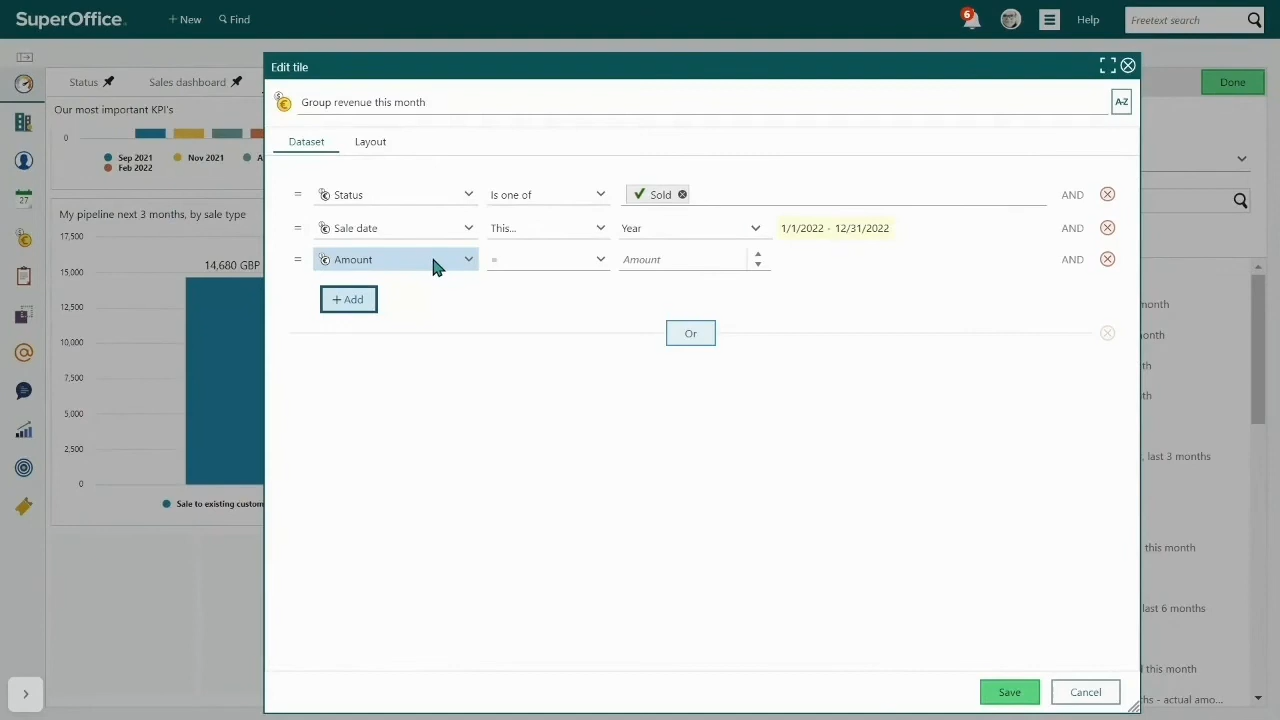 SuperOffice.
+ New
Find
6
Help
Freetext search
Edit tile
Status
Sales dashboard
Done
Group revenue this month
A-Z
Our most important KPI's
0
Sep 2021
Nov 2021
A
Feb 2022
Dataset
Layout
27
My pipeline next 3 months, by sale type
17,500
15,000
12,500
10,000
7,500
5,000
2,500
0
14,680 GBP
Sale to existing custom
Status
Is one of
Sold
AND
Sale date
This...
Year
1/1/2022 - 12/31/2022
AND
Amount
=
Amount
AND
+ Add
Or
onth
onth
th
th
, last 3 months
this month
last 6 months
l this month
hs - actual amo...
Save
Cancel